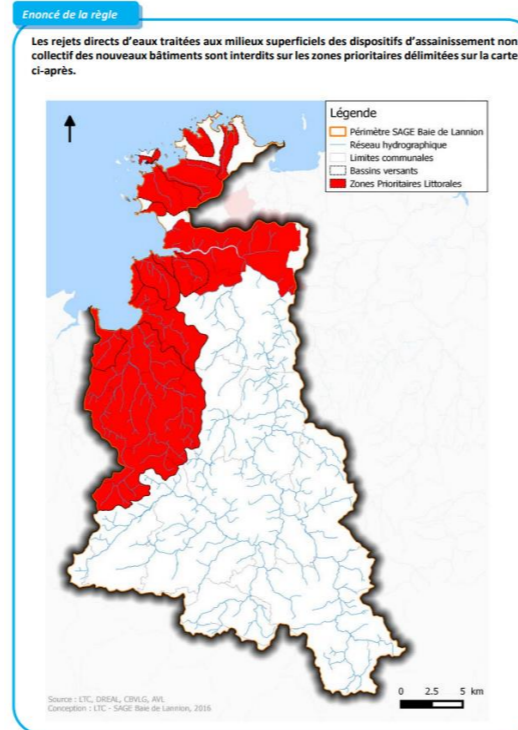 Enoncé de la règle
Les rejets directs d'eaux traitées aux milieux superficiels des dispositifs d'assainissement non
collectif des nouveaux bâtiments sont interdits sur les zones prioritaires délimitées sur la carte
ci-après.
Légende
Périmètre SAGE Baie de Lannion
Réseau hydrographique
Limites communales
Bassins versants
Zones Prioritaires Littorales
Source : LTC, DREAL, CBVLG, AVL
Conception : LTC - SAGE Baie de Lannion, 2016
0 2.5 5 km